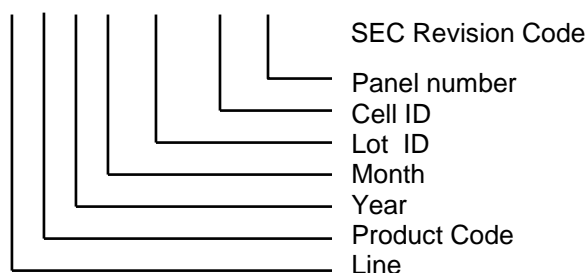 SEC Revision Code
Panel number
Cell ID
Lot ID
Month
Year
Product Code
Line